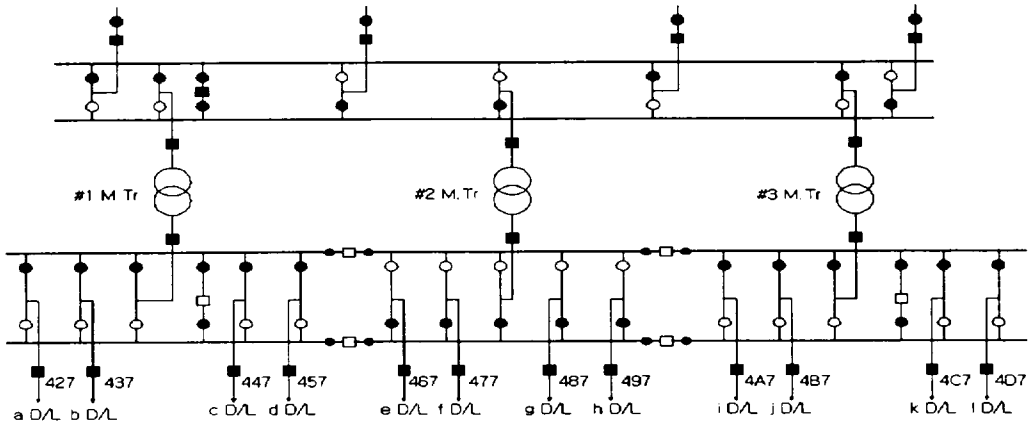 #1 M.Tr
#2 M.Tr
#3 M.Tr
427 437 447 457 467 477 487 497 4A7 4B7 4C7 4D7
a D/L b D/L c D/L d D/L e D/L f D/L g D/L h D/L i D/L j D/L k D/L l D/L